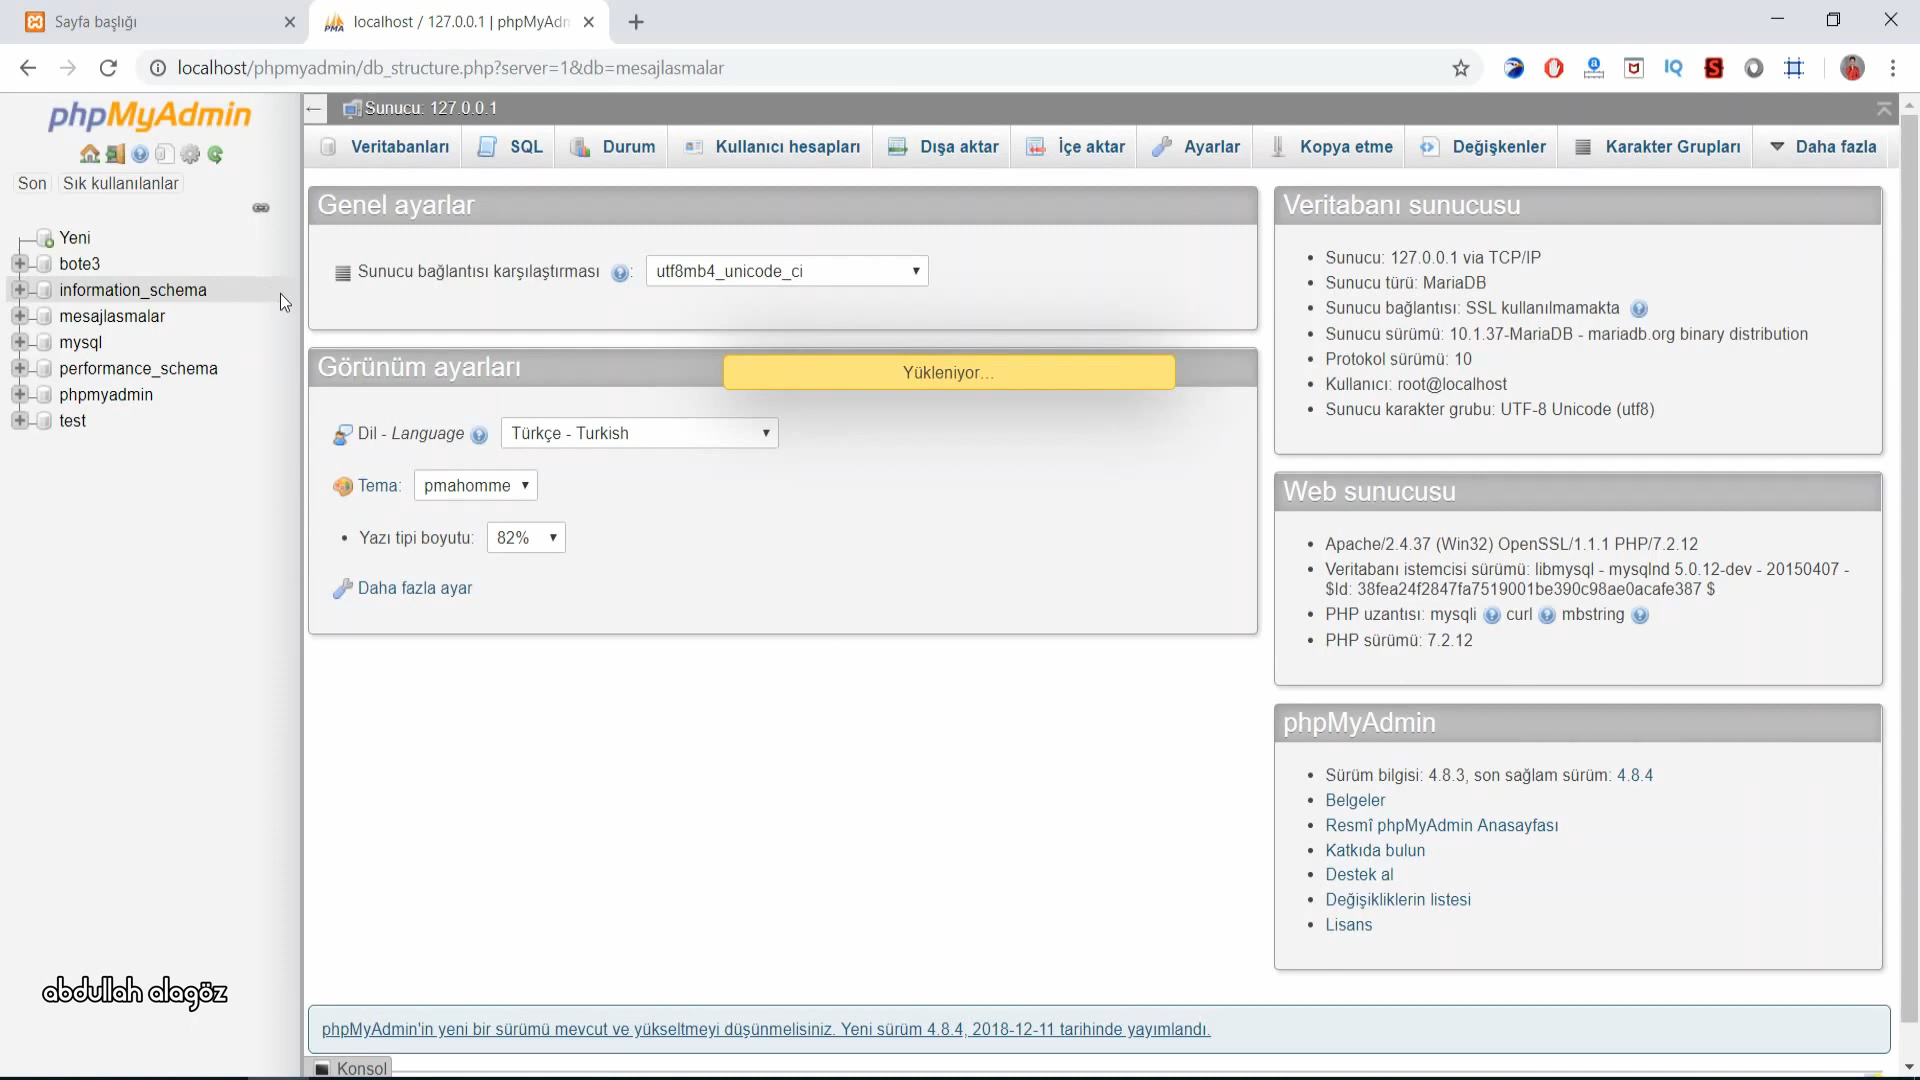 Sayfa başlığı
localhost / 127.0.0.1 | phpMyAdm
localhost/phpmyadmin/db_structure.php?server=1&db=mesajlasmalar
phpMyAdmin
Son Sık kullanılanlar
Yeni
bote3
information_schema
mesajlasmalar
mysql
performance_schema
phpmyadmin
test
abdullah alagöz
Sunucu: 127.0.0.1
Veritabanları SQL Durum Kullanıcı hesapları Dışa aktar İçe aktar Ayarlar Kopya etme Değişkenler Karakter Grupları Daha fazla
Genel ayarlar
Sunucu bağlantısı karşılaştırması : utf8mb4_unicode_ci
Görünüm ayarları
Yükleniyor…
Dil - Language Türkçe - Turkish
Tema: pmahomme
• Yazı tipi boyutu: 82%
Daha fazla ayar
Veritabanı sunucusu
• Sunucu: 127.0.0.1 via TCP/IP
• Sunucu türü: MariaDB
• Sunucu bağlantısı: SSL kullanılmamakta
• Sunucu sürümü: 10.1.37-MariaDB - mariadb.org binary distribution
• Protokol sürümü: 10
• Kullanıcı: root@localhost
• Sunucu karakter grubu: UTF-8 Unicode (utf8)
Web sunucusu
• Apache/2.4.37 (Win32) OpenSSL/1.1.1 PHP/7.2.12
• Veritabanı istemcisi sürümü: libmysql - mysqlnd 5.0.12-dev - 20150407 -
$Id: 38fea24f2847fa7519001be390c98ae0acafe387 $
• PHP uzantısı: mysqli curl mbstring
• PHP sürümü: 7.2.12
phpMyAdmin
• Sürüm bilgisi: 4.8.3, son sağlam sürüm: 4.8.4
• Belgeler
• Resmî phpMyAdmin Anasayfası
• Katkıda bulun
• Destek al
• Değişikliklerin listesi
• Lisans
phpMyAdmin'in yeni bir sürümü mevcut ve yükseltmeyi düşünmelisiniz. Yeni sürüm 4.8.4, 2018-12-11 tarihinde yayımlandı.
Konsol